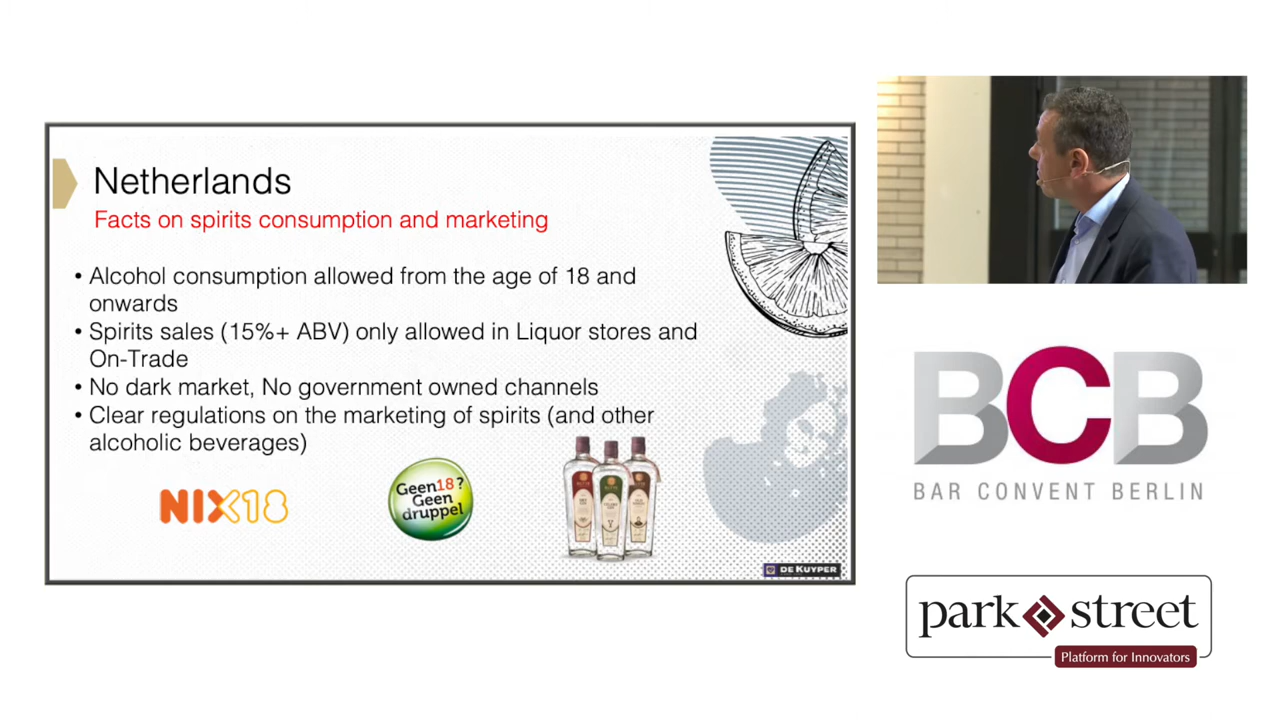 Netherlands
Facts on spirits consumption and marketing
• Alcohol consumption allowed from the age of 18 and
onwards
• Spirits sales (15%+ ABV) only allowed in Liquor stores and
On-Trade
• No dark market, No government owned channels
• Clear regulations on the marketing of spirits (and other
alcoholic beverages)
NIX18
Geen18?
Geen
druppel
DE KUYPER
BCB
BAR CONVENT BERLIN
park street
Platform for Innovators